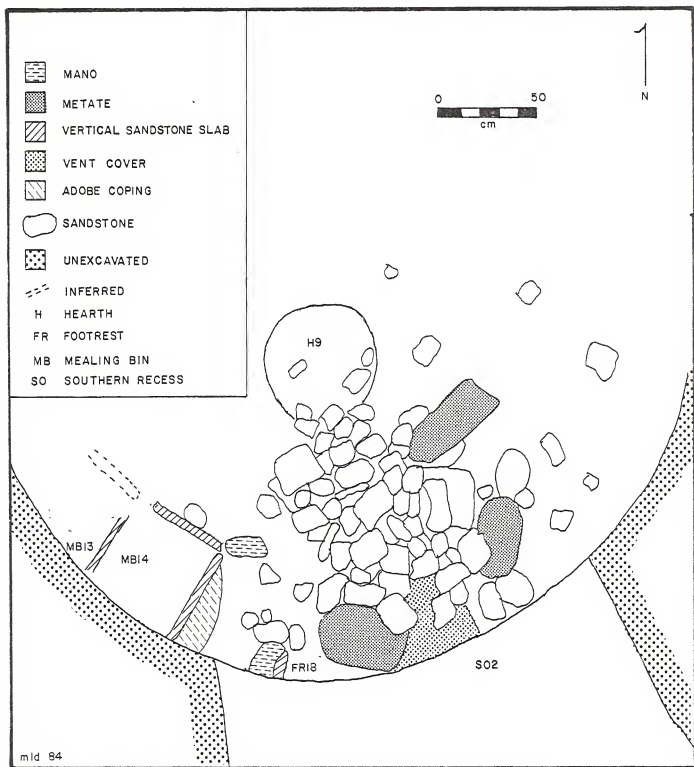 MANO
METATE
VERTICAL SANDSTONE SLAB
VENT COVER
ADOBE COPING
SANDSTONE
UNEXCAVATED
INFERRED
H HEARTH
FR FOOTREST
MB MEALING BIN
SO SOUTHERN RECESS
0 50
cm
N
H9
MB13
MB14
FR18
SO2
mld 84